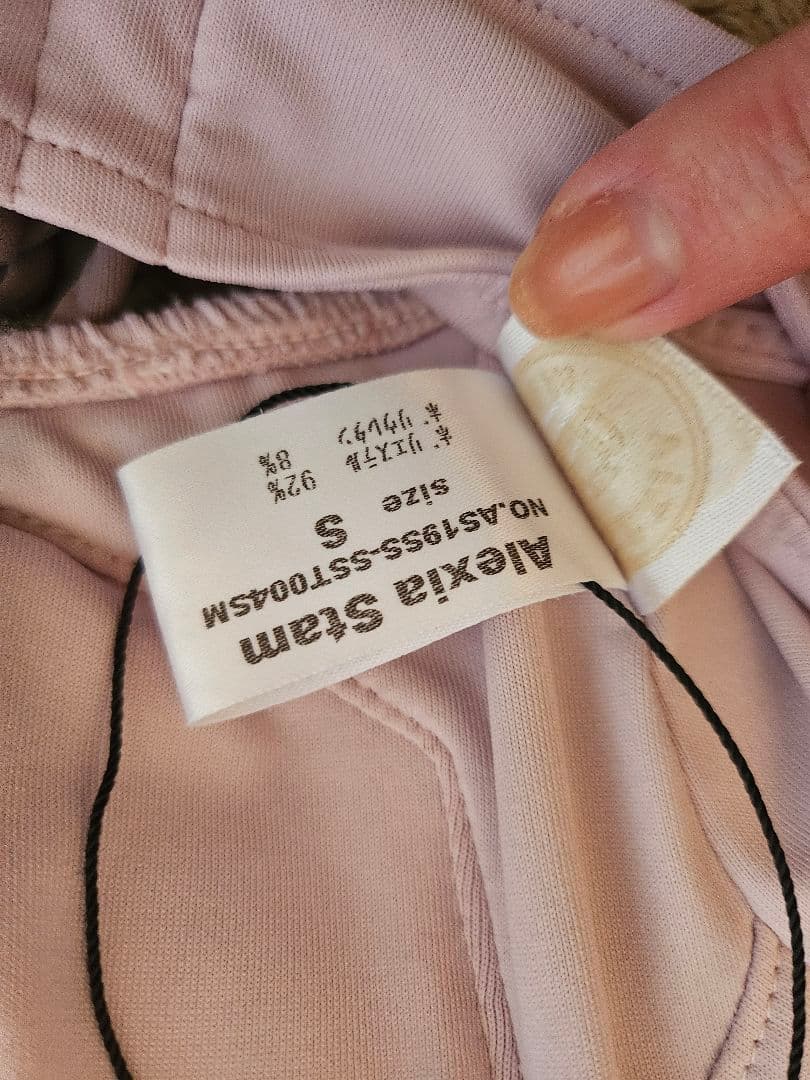 Alexia Stam
NO.AS19SS-SST004SM
size S
ポリエステル 92%
ポリウレタン 8%